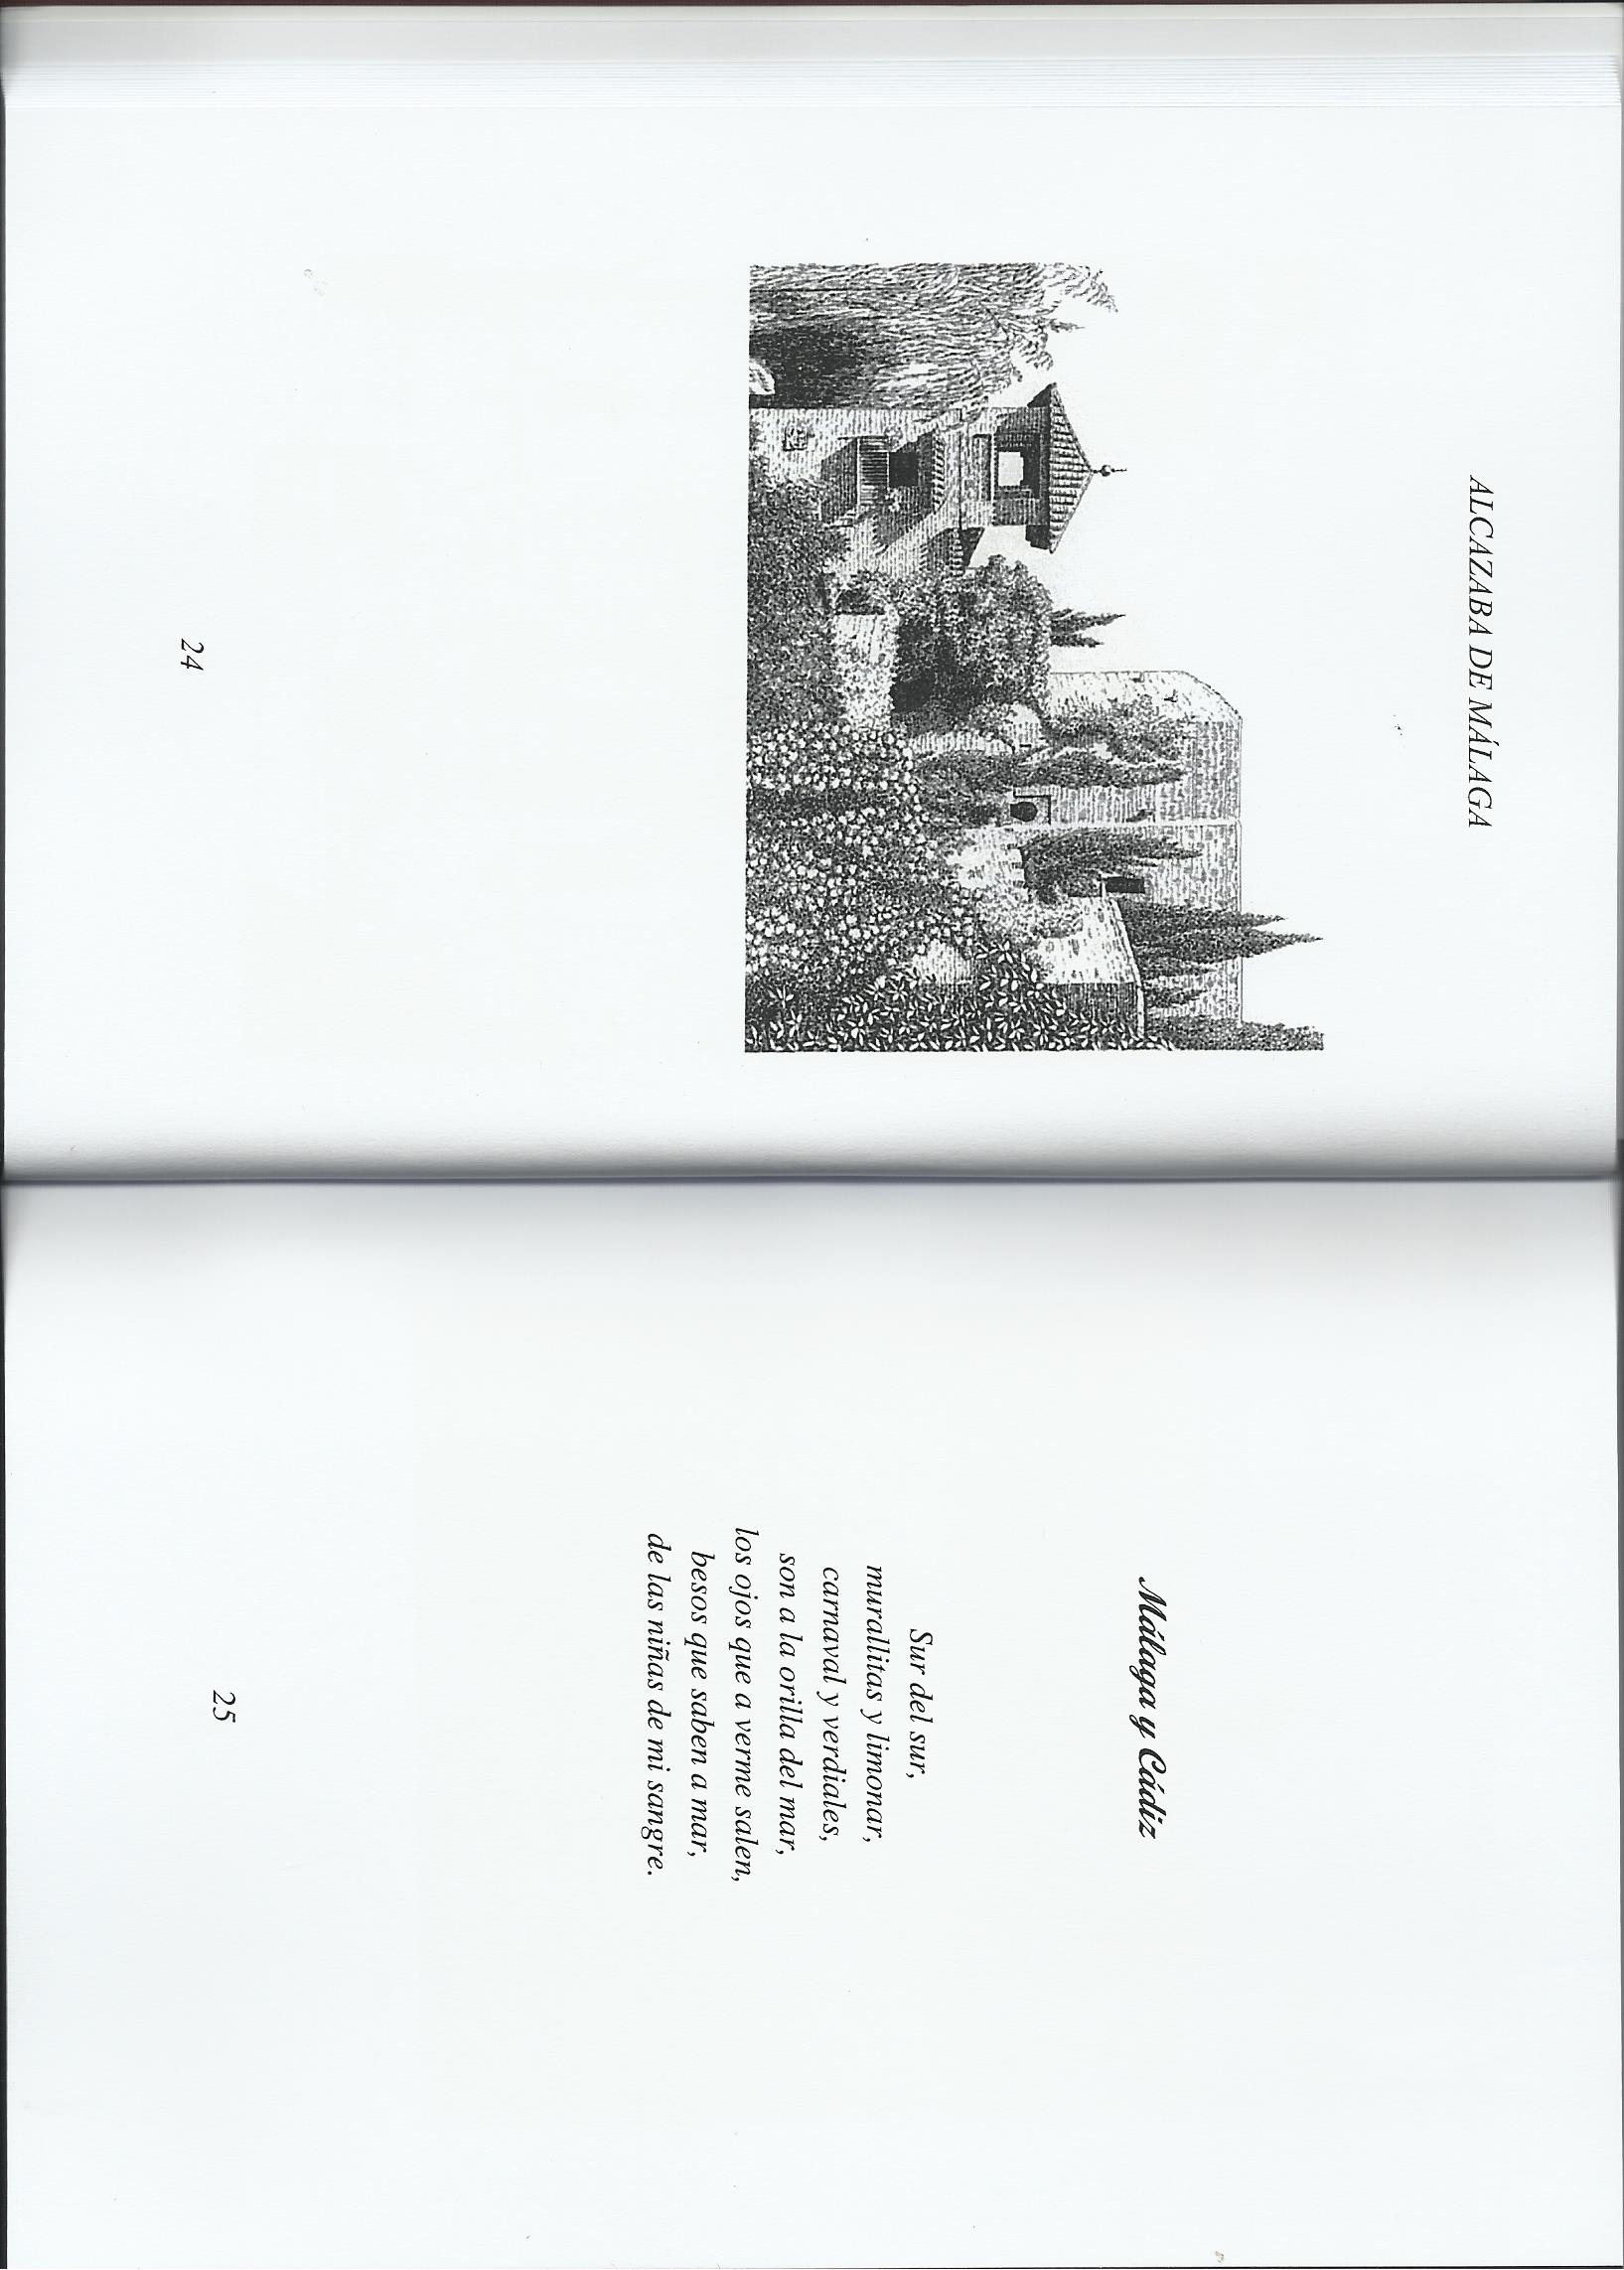 ALCAZABA DE MÁLAGA
24
Málaga y Cádiz
Sur del sur,
murallitas y limonar,
carnaval y verdiales,
son a la orilla del mar,
los ojos que a verme salen,
besos que saben a mar,
de las niñas de mi sangre.
25